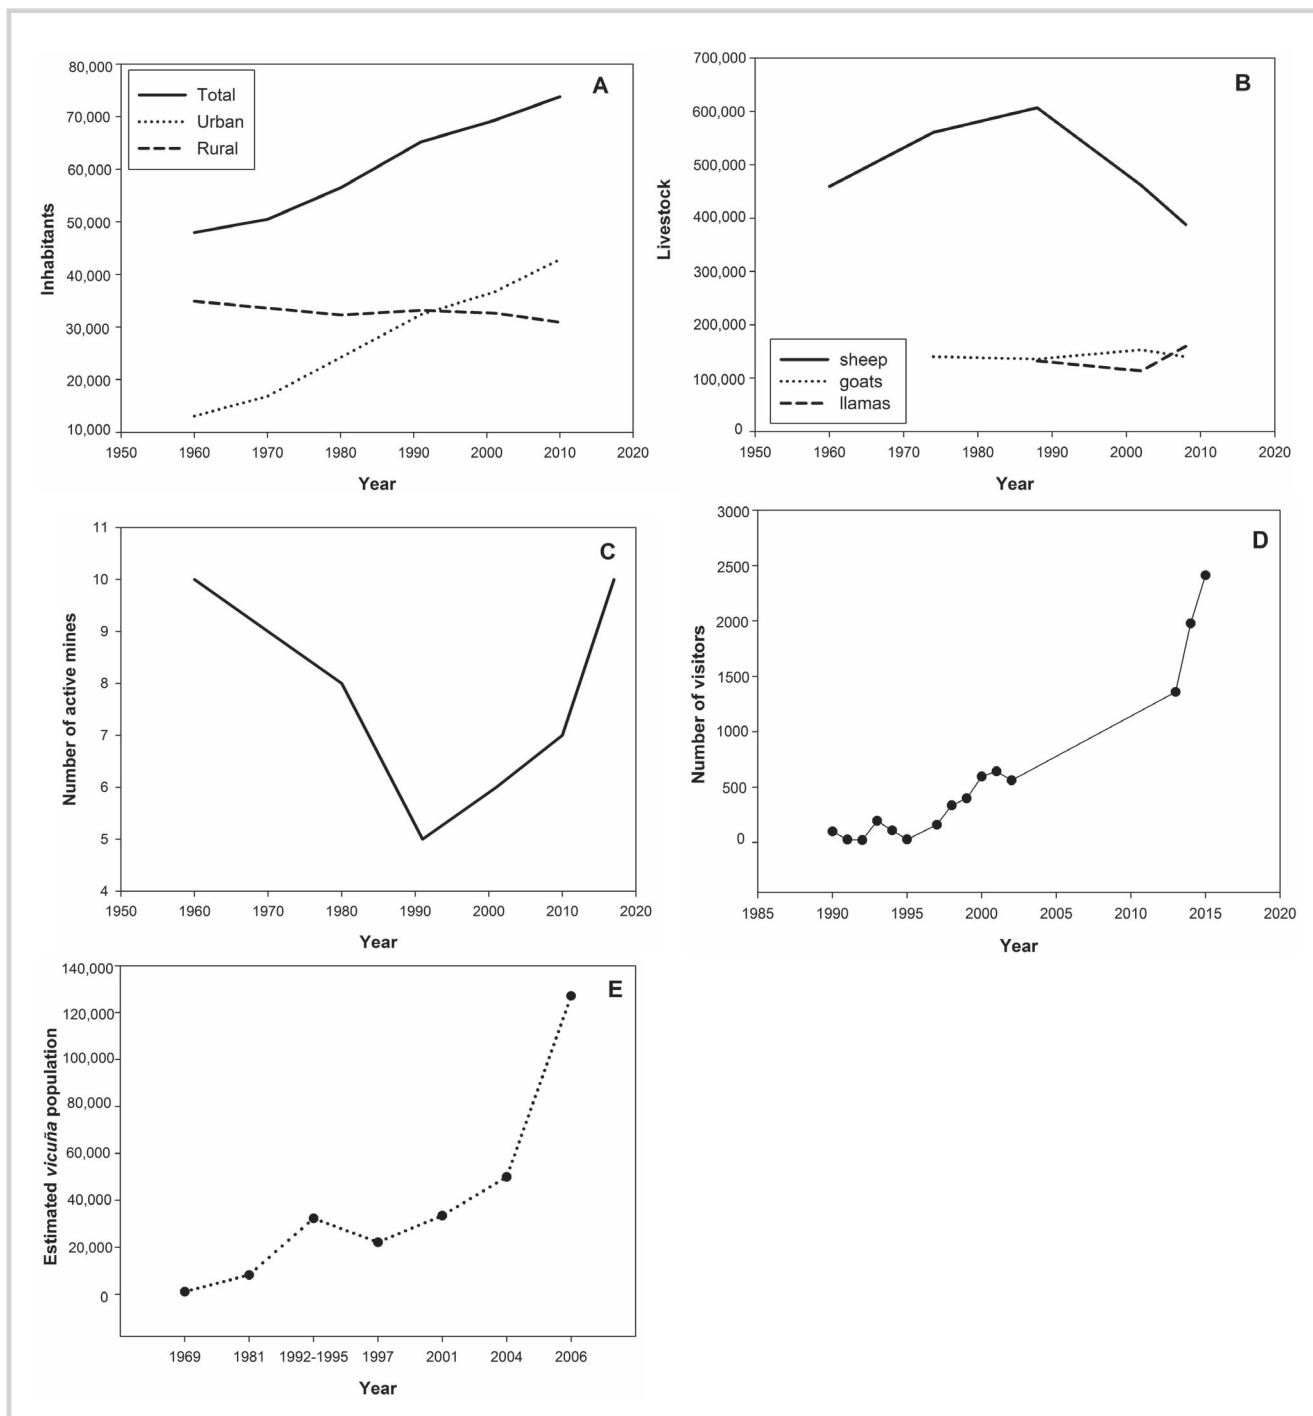 A
Total
Urban
Rural
80,000
70,000
60,000
50,000
40,000
30,000
20,000
10,000
Inhabitants
1950 1960 1970 1980 1990 2000 2010 2020
Year
B
700,000
600,000
500,000
400,000
300,000
200,000
100,000
0
Livestock
sheep
goats
llamas
1950 1960 1970 1980 1990 2000 2010 2020
Year
C
11
10
9
8
7
6
5
4
Number of active mines
1950 1960 1970 1980 1990 2000 2010 2020
Year
D
3000
2500
2000
1500
1000
500
0
Number of visitors
1985 1990 1995 2000 2005 2010 2015 2020
Year
E
140,000
120,000
100,000
80,000
60,000
40,000
20,000
0
Estimated vicuña population
1969 1981 1992-1995 1997 2001 2004 2006
Year